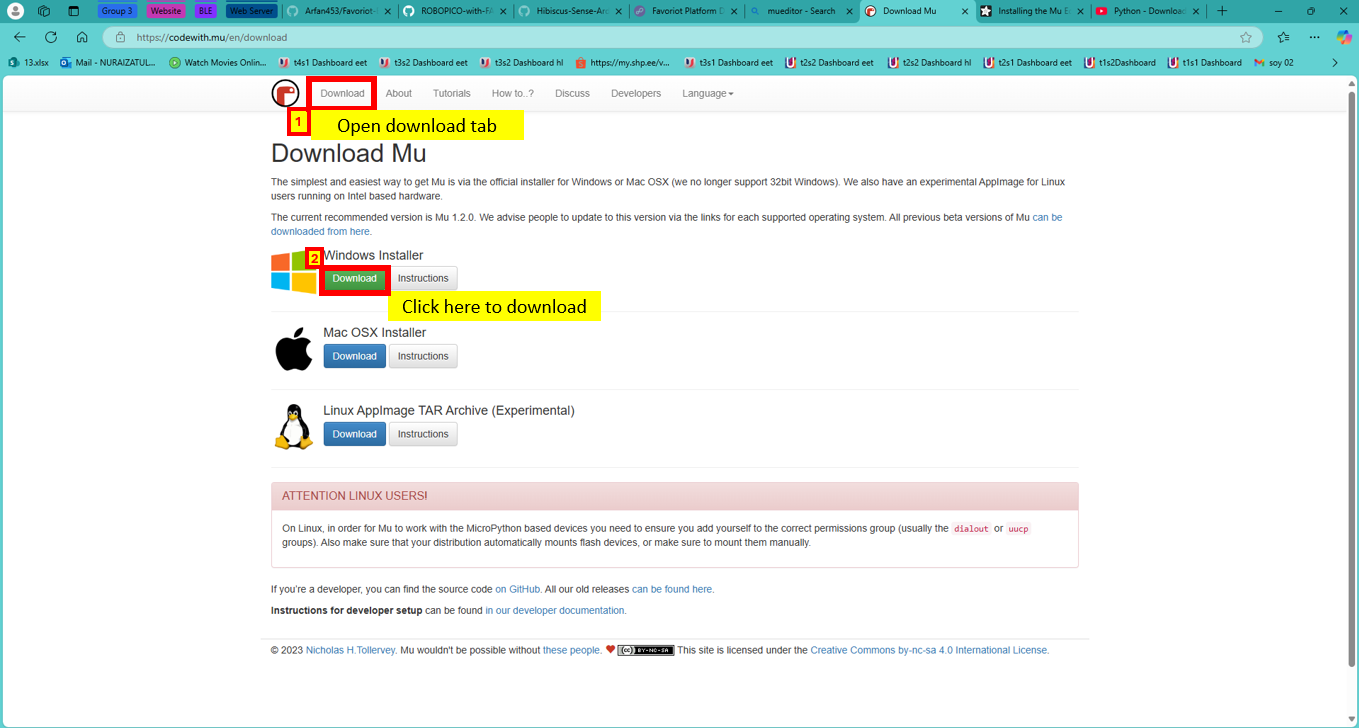 Group 3 Website BLE Web Server Arfan453/Favoriot- ROBOPICO-with-FA Hibiscus-Sense-Ard Favoriot Platform D mueditor - Search Download Mu Installing the Mu E Python - Download
https://codewith.mu/en/download
13.xlsx Mail - NURAIZATUL... Watch Movies Onlin... t4s1 Dashboard eet t3s2 Dashboard eet t3s2 Dashboard hl https://my.shp.ee/v... t3s1 Dashboard eet t2s2 Dashboard eet t2s2 Dashboard hl t2s1 Dashboard eet t1s2Dashboard t1s1 Dashboard soy 02
Download About Tutorials How to..? Discuss Developers Language
1 Open download tab
Download Mu
The simplest and easiest way to get Mu is via the official installer for Windows or Mac OSX (we no longer support 32bit Windows). We also have an experimental AppImage for Linux
users running on Intel based hardware.
The current recommended version is Mu 1.2.0. We advise people to update to this version via the links for each supported operating system. All previous beta versions of Mu can be
downloaded from here.
2 Windows Installer
Download Instructions
Click here to download
Mac OSX Installer
Download Instructions
Linux AppImage TAR Archive (Experimental)
Download Instructions
ATTENTION LINUX USERS!
On Linux, in order for Mu to work with the MicroPython based devices you need to ensure you add yourself to the correct permissions group (usually the dialout or uucp
groups). Also make sure that your distribution automatically mounts flash devices, or make sure to mount them manually.
If you're a developer, you can find the source code on GitHub. All our old releases can be found here.
Instructions for developer setup can be found in our developer documentation.
© 2023 Nicholas H.Tollervey. Mu wouldn't be possible without these people. ❤ (cc) BY-NC-SA This site is licensed under the Creative Commons by-nc-sa 4.0 International License.